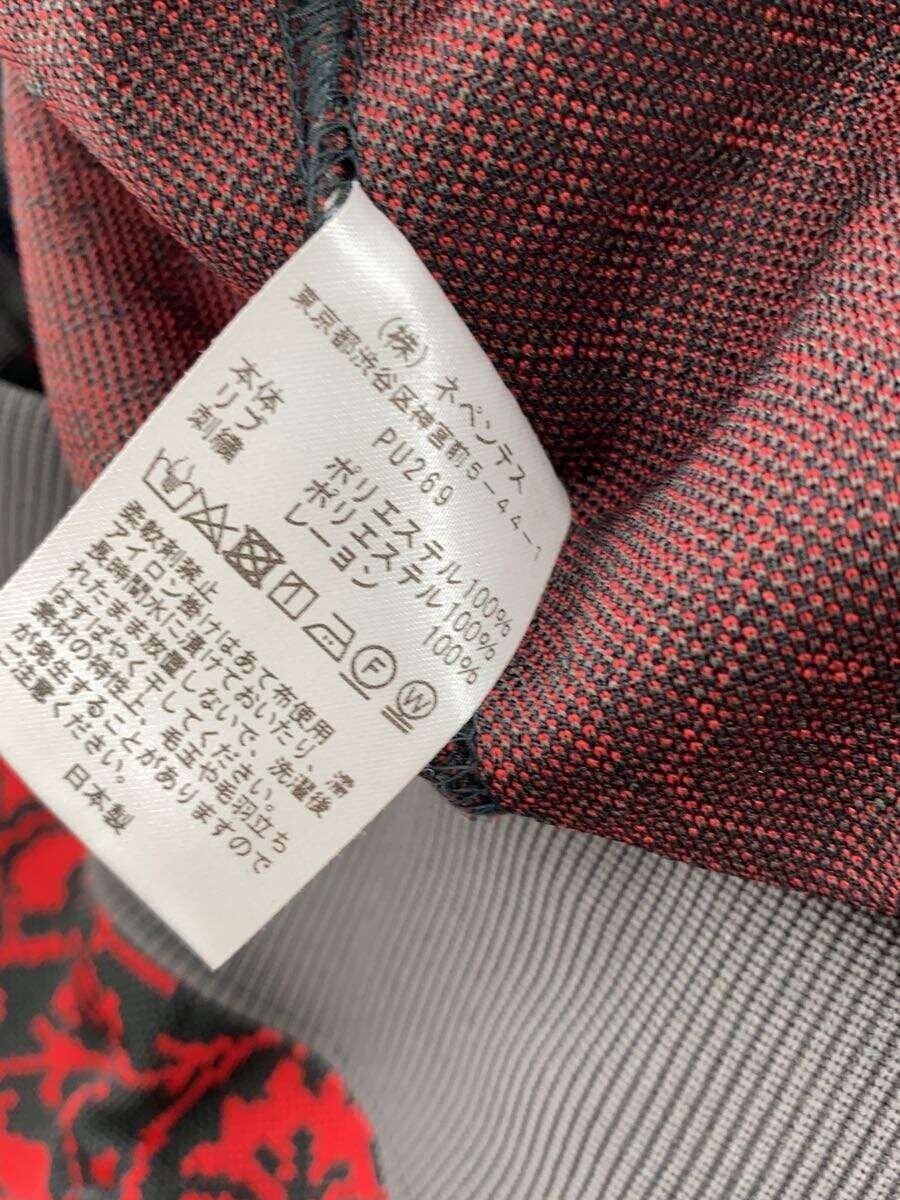 (株) ネペンテス
東京都渋谷区神宮前5-44-1
PU269
本体 ポリエステル100%
リブ ポリエステル100%
刺繍 レーヨン 100%
F
W
柔軟剤禁止
アイロン掛けはあて布使用
長時間水に漬けておいたり、濡
れたまま放置しないで、洗濯後
はすばやく干してください。
素材の特性上、毛玉や毛羽立ち
が発生することがありますので
ご注意ください。
日本製